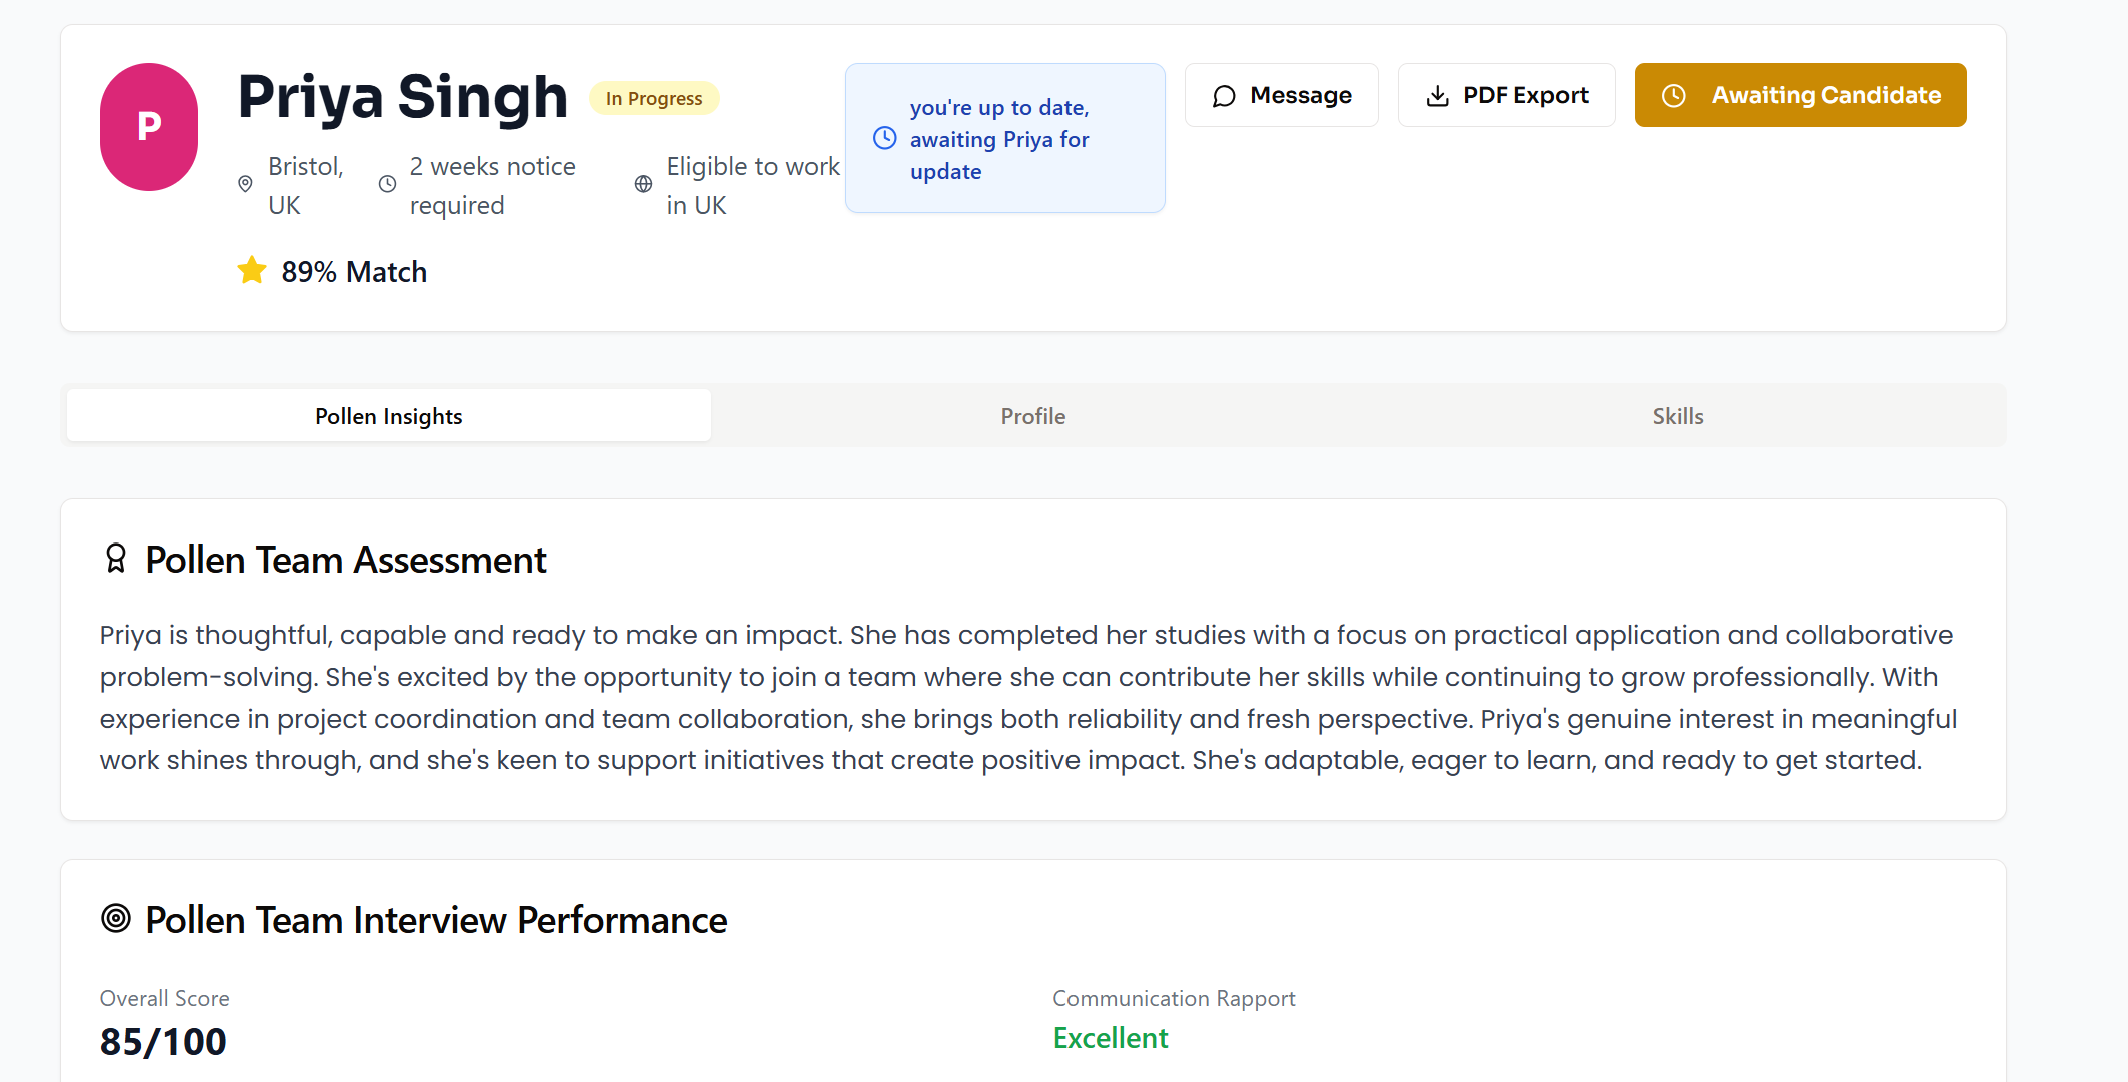 P
Priya Singh
In Progress
Bristol,
UK
2 weeks notice
required
Eligible to work
in UK
89% Match
you're up to date,
awaiting Priya for
update
Message
PDF Export
Awaiting Candidate
Pollen Insights
Profile
Skills
Pollen Team Assessment
Priya is thoughtful, capable and ready to make an impact. She has completed her studies with a focus on practical application and collaborative
problem-solving. She's excited by the opportunity to join a team where she can contribute her skills while continuing to grow professionally. With
experience in project coordination and team collaboration, she brings both reliability and fresh perspective. Priya's genuine interest in meaningful
work shines through, and she's keen to support initiatives that create positive impact. She's adaptable, eager to learn, and ready to get started.
Pollen Team Interview Performance
Overall Score
85/100
Communication Rapport
Excellent